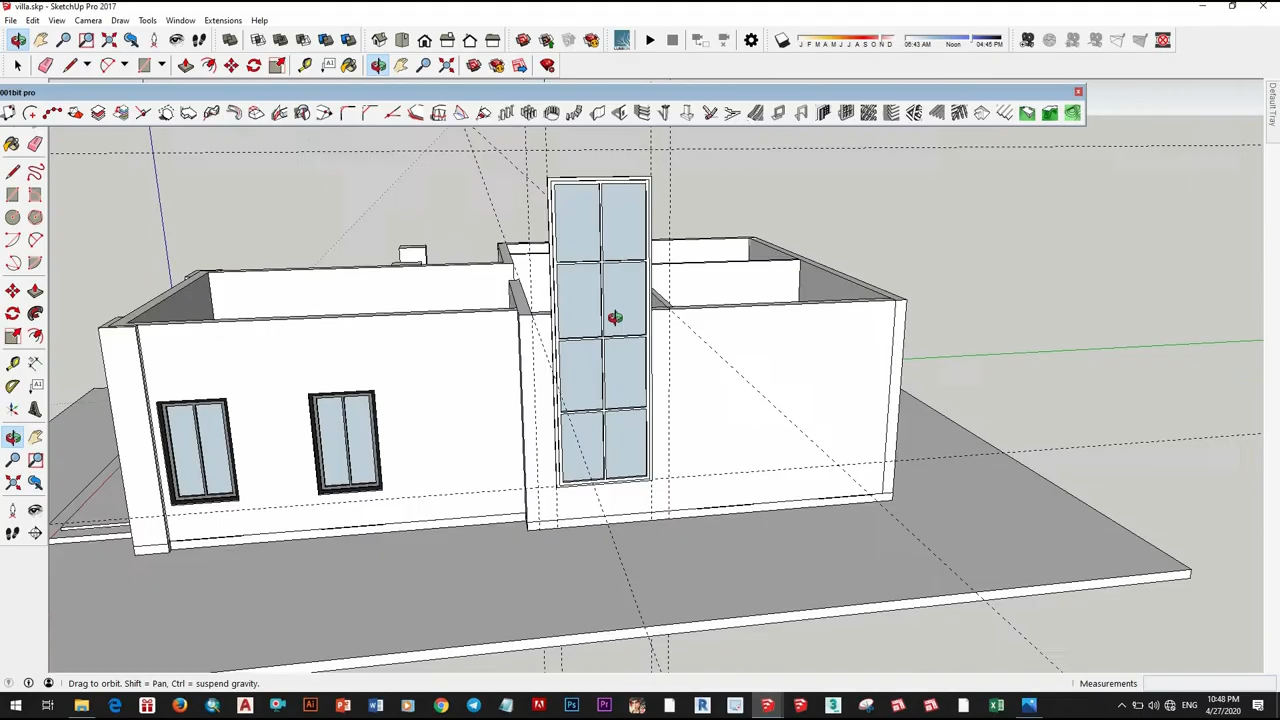 villa.skp - SketchUp Pro 2017
File Edit View Camera Draw Tools Window Extensions Help
J F M A M J J A S O N D
06:43 AM Noon 04:45 PM
001bit pro
Default Tray
Drag to orbit. Shift = Pan, Ctrl = suspend gravity.
Measurements
10:48 PM
4/27/2020